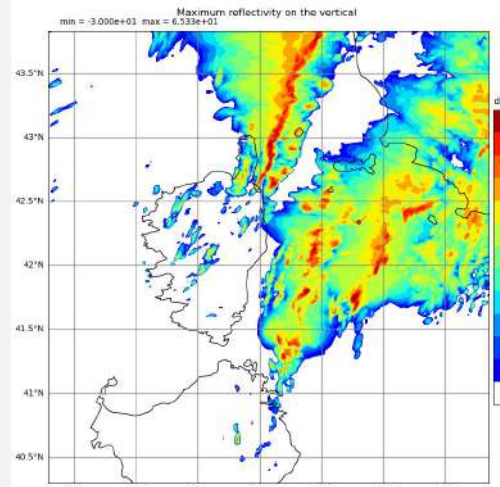 Maximum reflectivity on the vertical
min = -3.000e+01 max = 6.533e+01
43.5°N
43°N
42.5°N
42°N
41.5°N
41°N
40.5°N